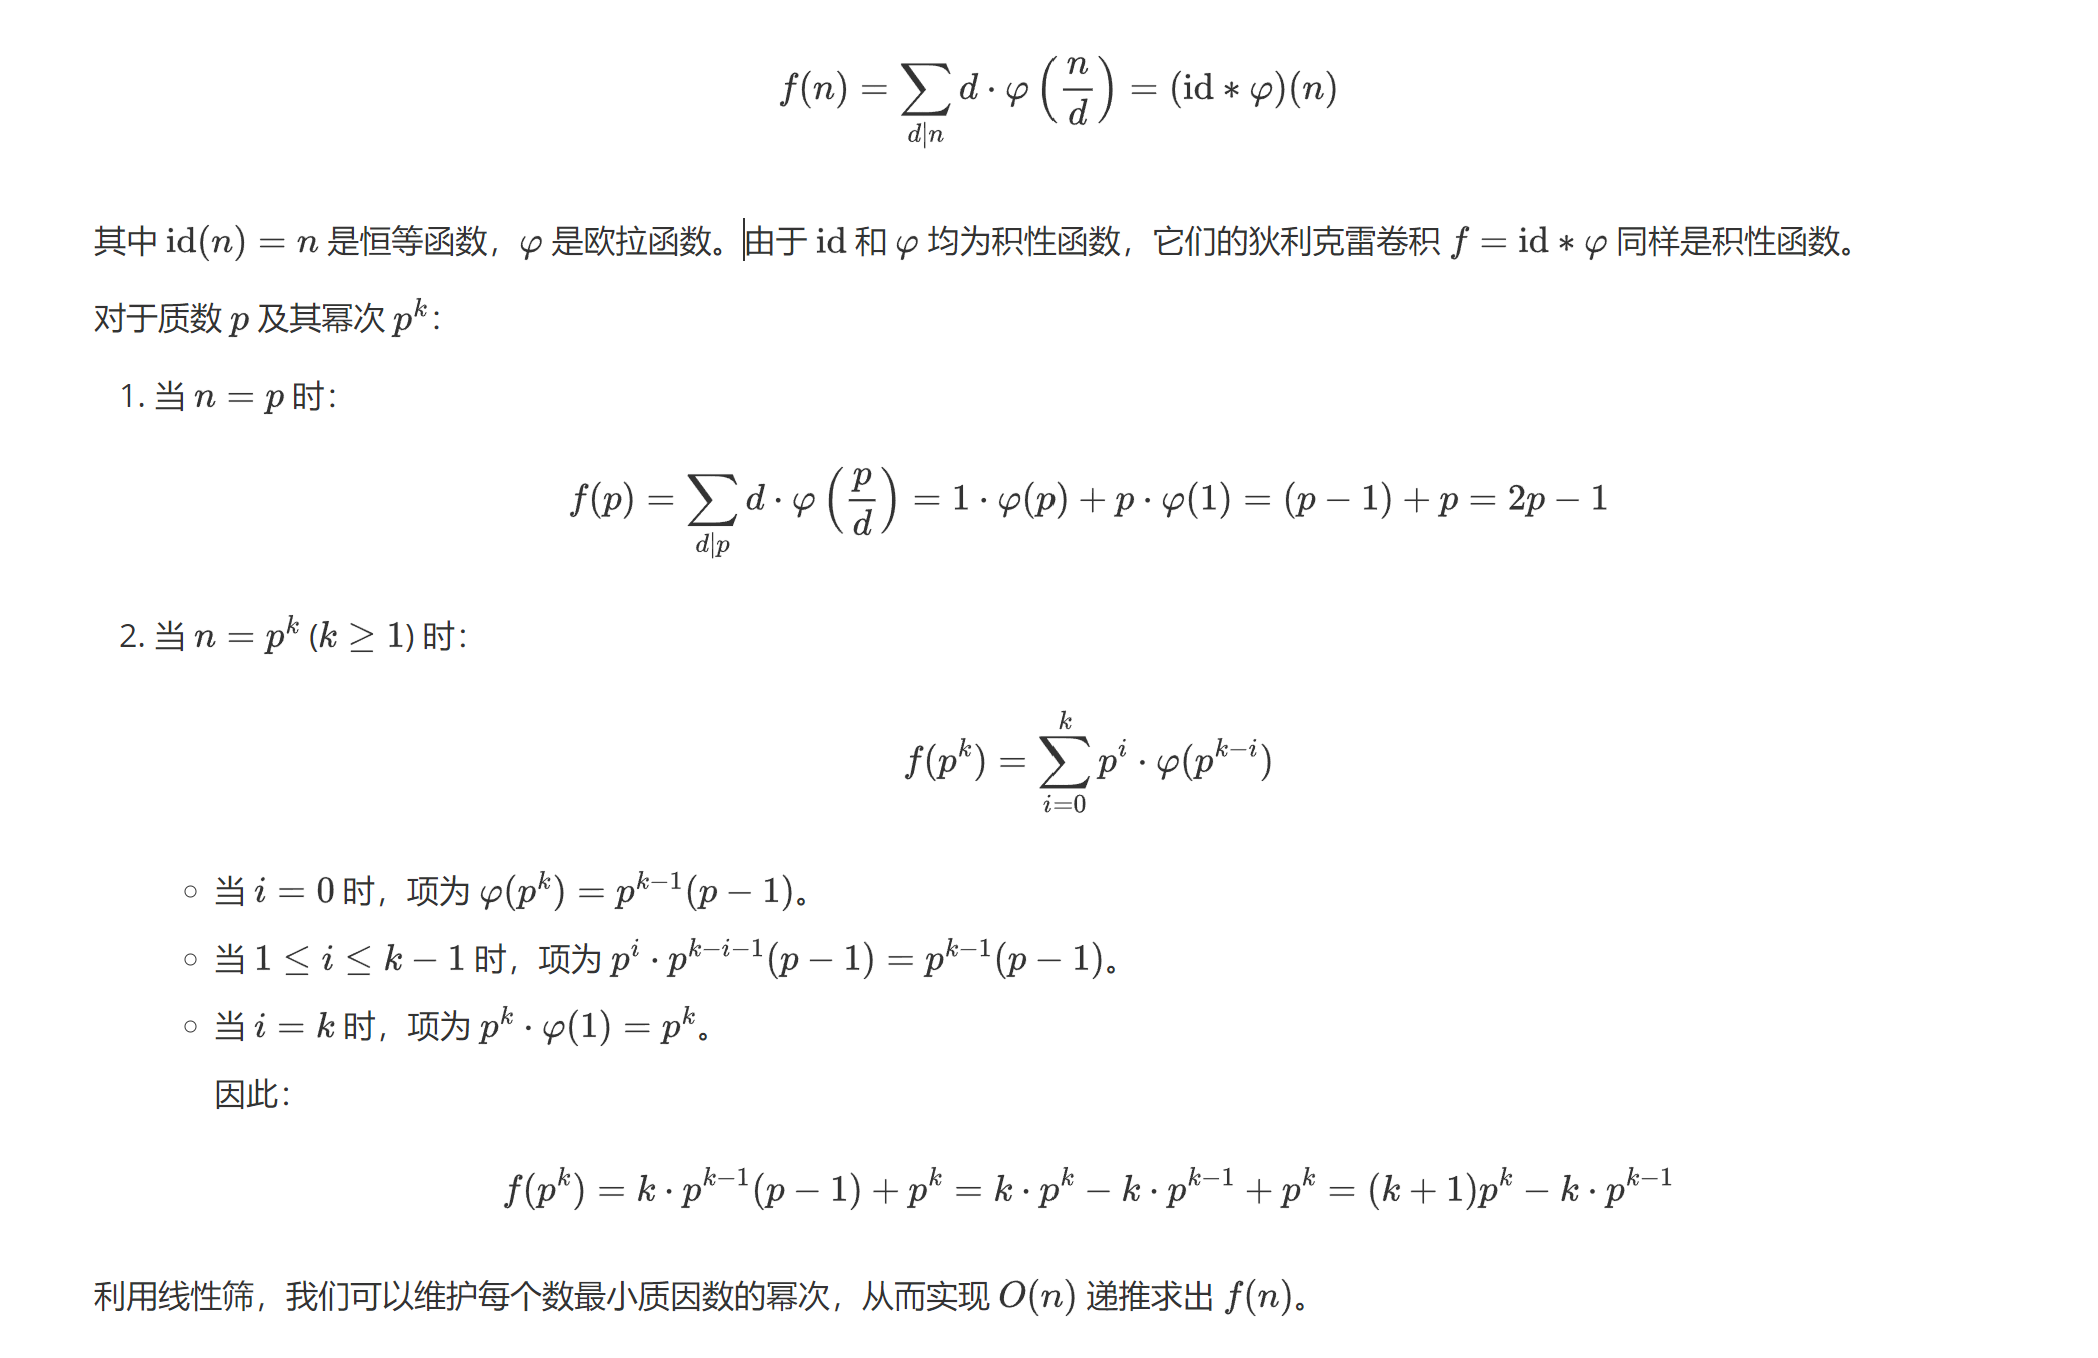 f(n) = ∑_{d|n} d · φ(n/d) = (id ∗ φ)(n)
其中 id(n) = n 是恒等函数，φ 是欧拉函数。由于 id 和 φ 均为积性函数，它们的狄利克雷卷积 f = id ∗ φ 同样是积性函数。
对于质数 p 及其幂次 p^k：
1. 当 n = p 时：
f(p) = ∑_{d|p} d · φ(p/d) = 1 · φ(p) + p · φ(1) = (p − 1) + p = 2p − 1
2. 当 n = p^k (k ≥ 1) 时：
f(p^k) = ∑_{i=0}^{k} p^i · φ(p^{k−i})
○ 当 i = 0 时，项为 φ(p^k) = p^{k−1}(p − 1)。
○ 当 1 ≤ i ≤ k − 1 时，项为 p^i · p^{k−i−1}(p − 1) = p^{k−1}(p − 1)。
○ 当 i = k 时，项为 p^k · φ(1) = p^k。
因此：
f(p^k) = k · p^{k−1}(p − 1) + p^k = k · p^k − k · p^{k−1} + p^k = (k + 1)p^k − k · p^{k−1}
利用线性筛，我们可以维护每个数最小质因数的幂次，从而实现 O(n) 递推求出 f(n)。